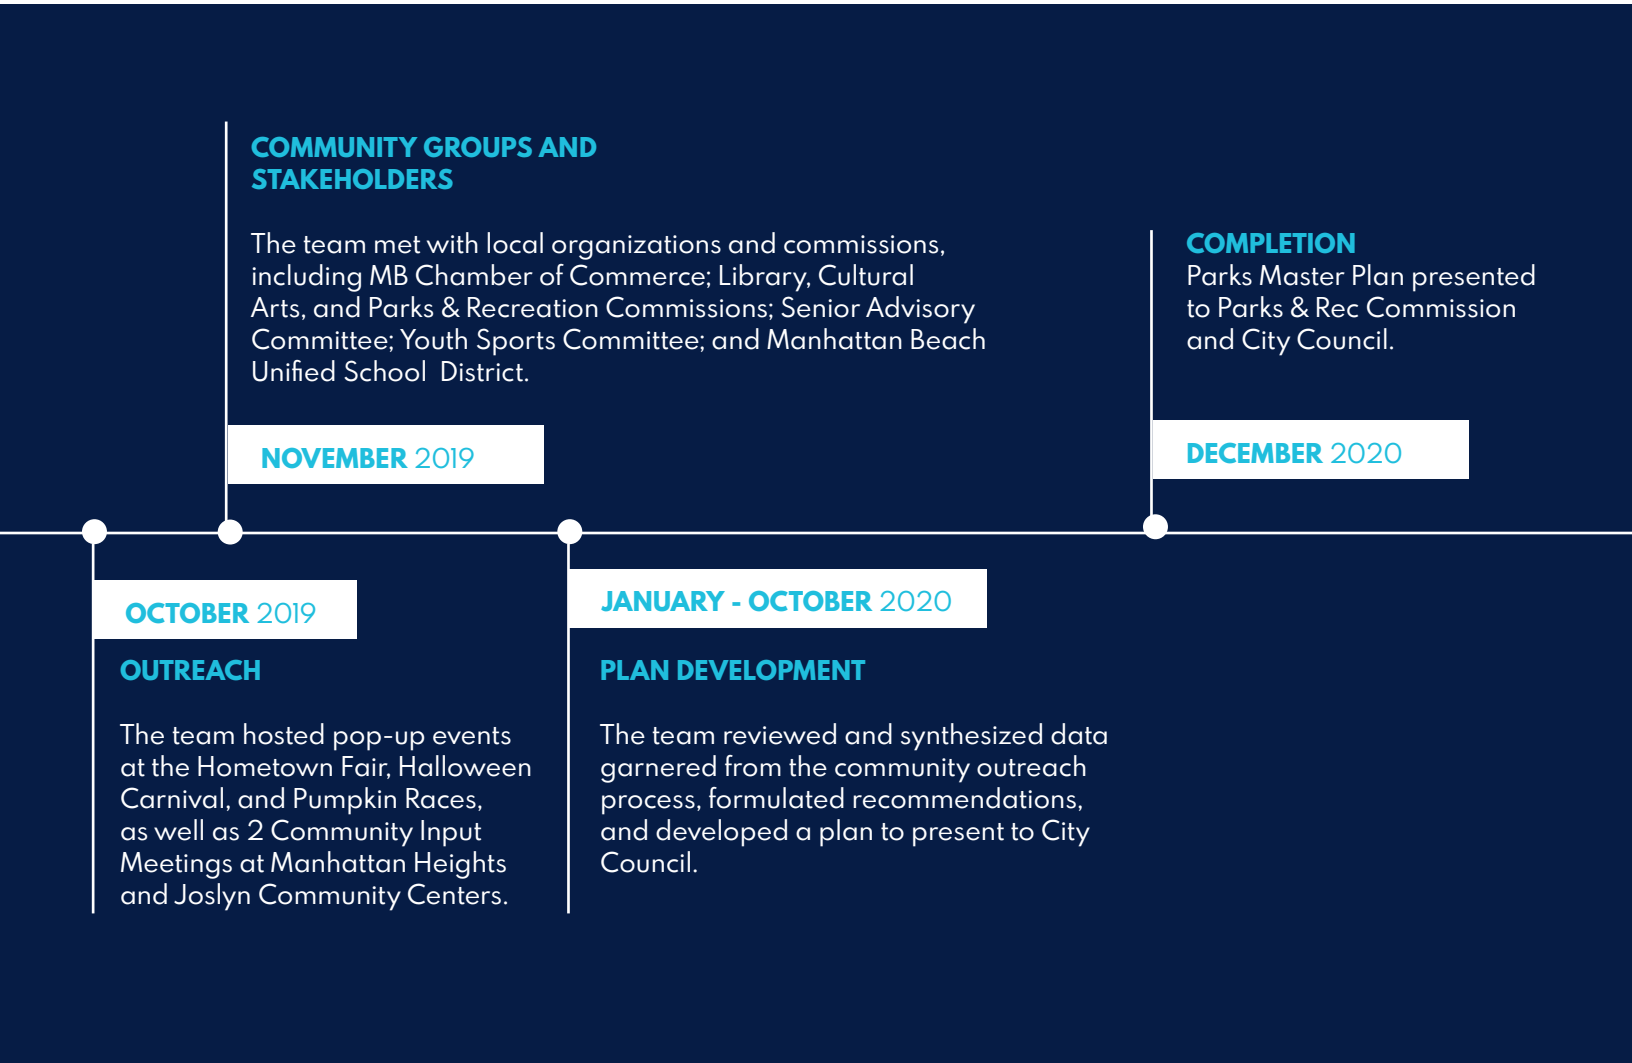 COMMUNITY GROUPS AND
STAKEHOLDERS
The team met with local organizations and commissions,
including MB Chamber of Commerce; Library, Cultural
Arts, and Parks & Recreation Commissions; Senior Advisory
Committee; Youth Sports Committee; and Manhattan Beach
Unified School  District.
NOVEMBER 2019
COMPLETION
Parks Master Plan presented
to Parks & Rec Commission
and City Council.
DECEMBER 2020
OCTOBER 2019
OUTREACH
The team hosted pop-up events
at the Hometown Fair, Halloween
Carnival, and Pumpkin Races,
as well as 2 Community Input
Meetings at Manhattan Heights
and Joslyn Community Centers.
JANUARY - OCTOBER 2020
PLAN DEVELOPMENT
The team reviewed and synthesized data
garnered from the community outreach
process, formulated recommendations,
and developed a plan to present to City
Council.